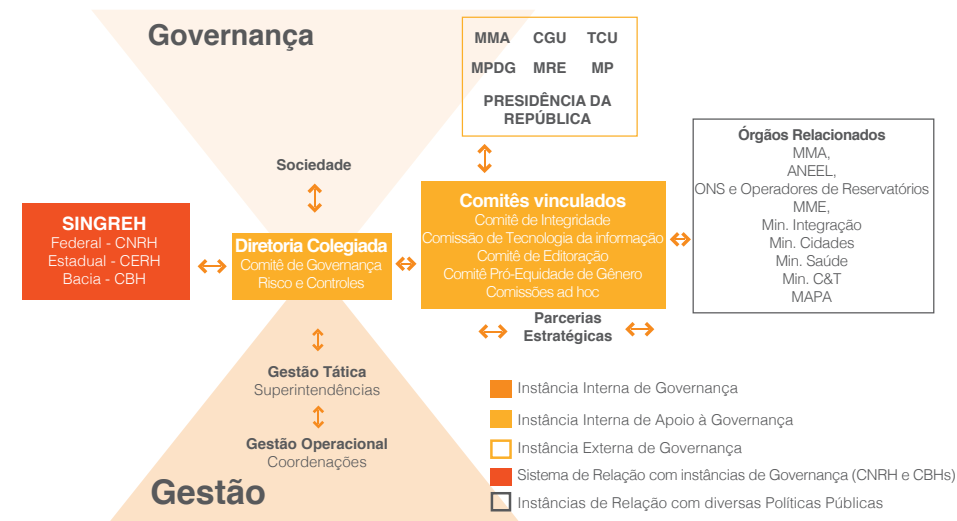 Governança
MMA CGU TCU
MPDG MRE MP
PRESIDÊNCIA DA
REPÚBLICA
Sociedade
SINGREH
Federal - CNRH
Estadual - CERH
Bacia - CBH
Diretoria Colegiada
Comitê de Governança
Risco e Controles
Comitês vinculados
Comitê de Integridade
Comissão de Tecnologia da informação
Comitê de Editoração
Comitê Pró-Equidade de Gênero
Comissões ad hoc
Órgãos Relacionados
MMA,
ANEEL,
ONS e Operadores de Reservatórios
MME,
Min. Integração
Min. Cidades
Min. Saúde
Min. C&T
MAPA
Parcerias
Estratégicas
Gestão Tática
Superintendências
Gestão Operacional
Coordenações
Gestão
Instância Interna de Governança
Instância Interna de Apoio à Governança
Instância Externa de Governança
Sistema de Relação com instâncias de Governança (CNRH e CBHs)
Instâncias de Relação com diversas Políticas Públicas